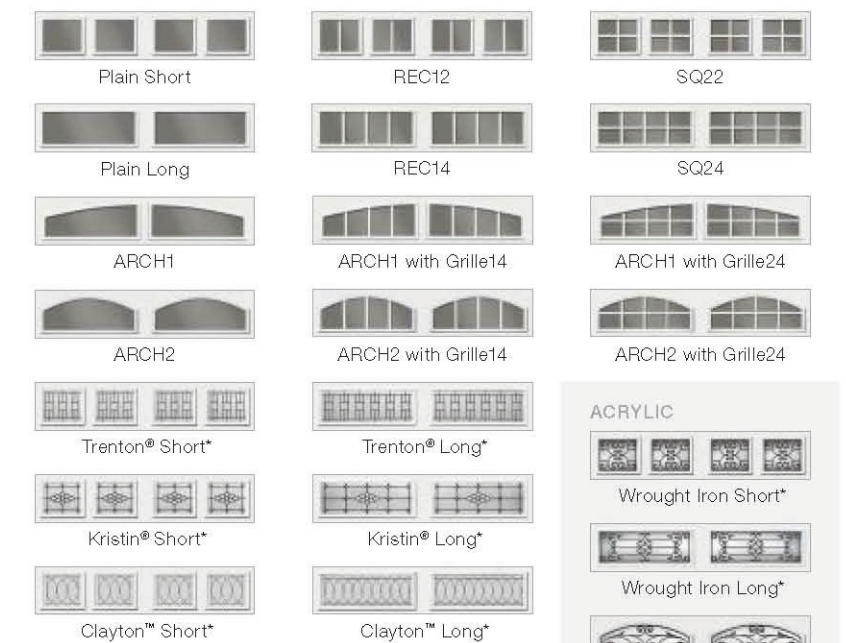 Plain Short
REC12
SQ22
Plain Long
REC14
SQ24
ARCH1
ARCH1 with Grille14
ARCH1 with Grille24
ARCH2
ARCH2 with Grille14
ARCH2 with Grille24
Trenton® Short*
Trenton® Long*
ACRYLIC
Wrought Iron Short*
Kristin® Short*
Kristin® Long*
Wrought Iron Long*
Clayton™ Short*
Clayton™ Long*